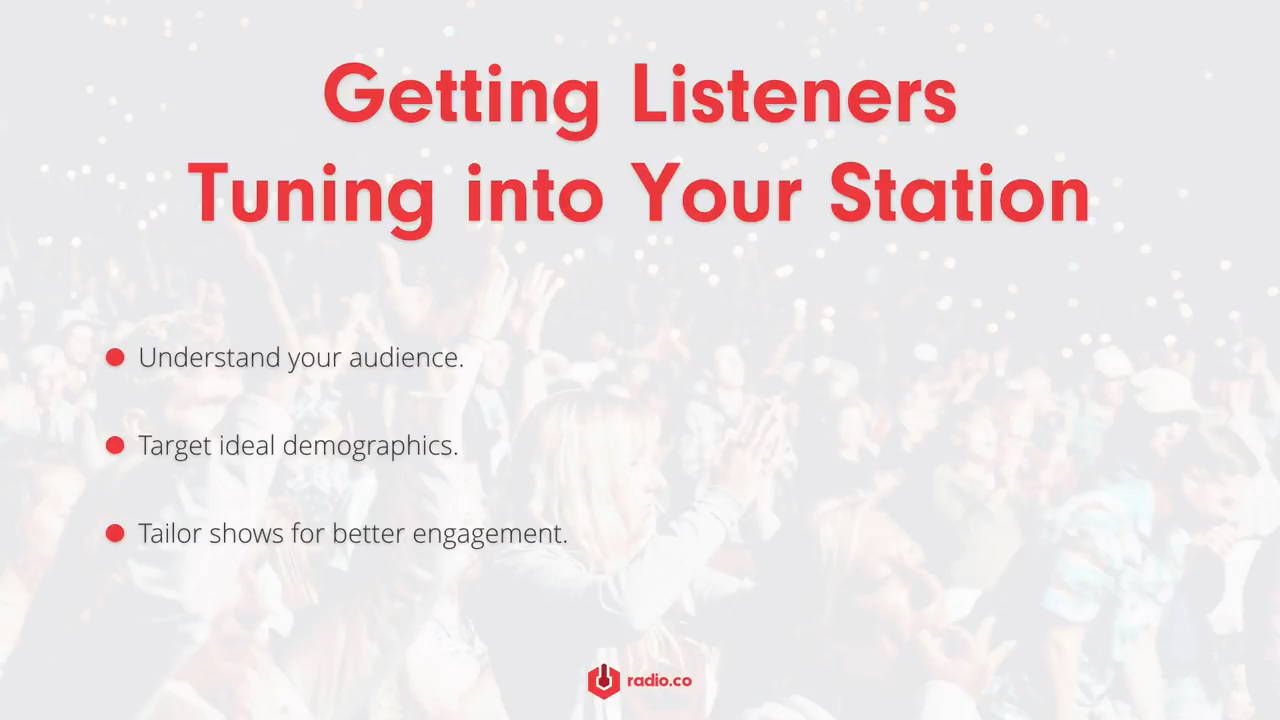 Getting Listeners
Tuning into Your Station
Understand your audience.
Target ideal demographics.
Tailor shows for better engagement.
radio.co